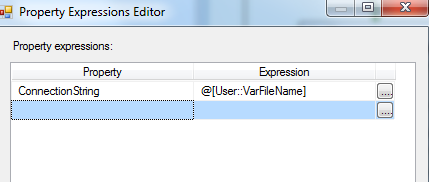 Property Expressions Editor
Property expressions:
Property Expression
ConnectionString @[User::VarFileName] ...
...